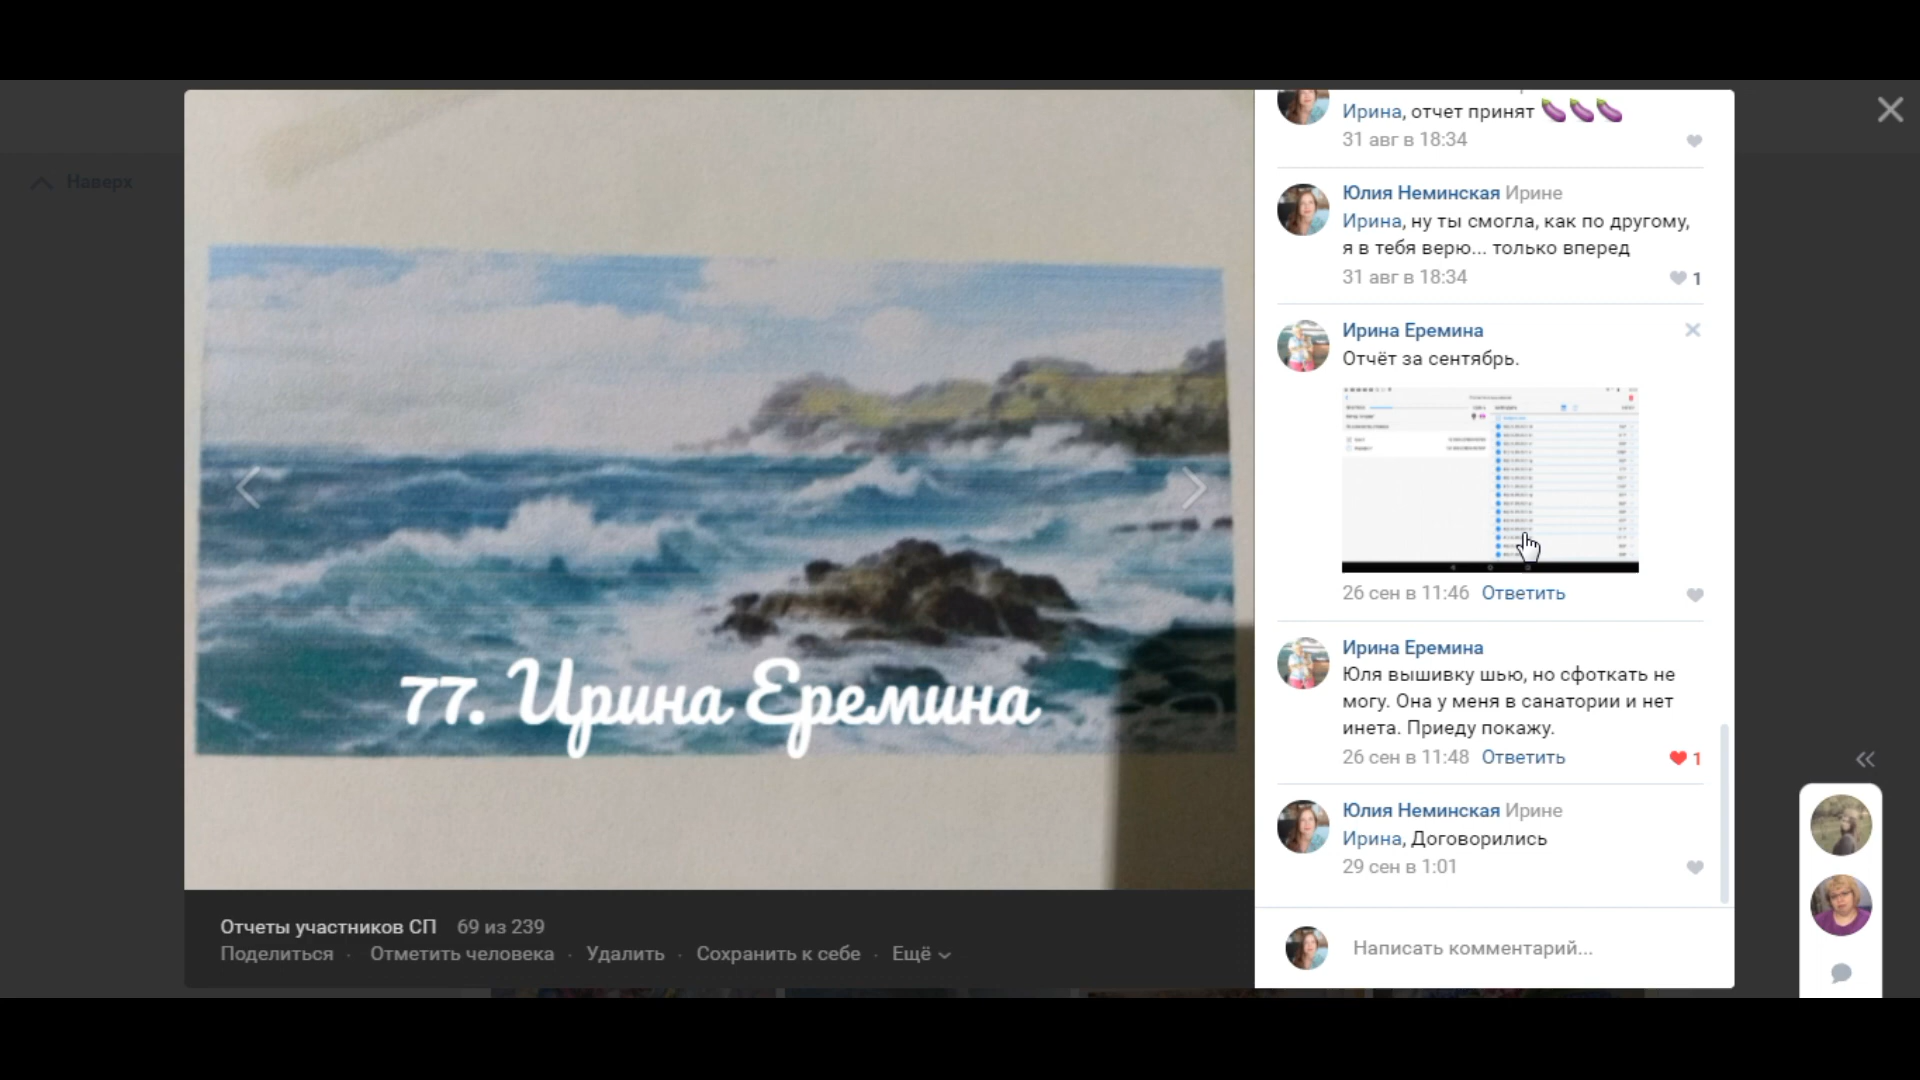 Наверх
77. Ирина Еремина
Отчеты участников СП 69 из 239
Поделиться · Отметить человека · Удалить · Сохранить к себе · Ещё
Ирина, отчет принят 🍆🍆🍆
31 авг в 18:34
Юлия Неминская Ирине
Ирина, ну ты смогла, как по другому,
я в тебя верю... только вперед
31 авг в 18:34
1
Ирина Еремина
Отчёт за сентябрь.
26 сен в 11:46 Ответить
Ирина Еремина
Юля вышивку шью, но сфоткать не
могу. Она у меня в санатории и нет
инета. Приеду покажу.
26 сен в 11:48 Ответить
1
Юлия Неминская Ирине
Ирина, Договорились
29 сен в 1:01
Написать комментарий...